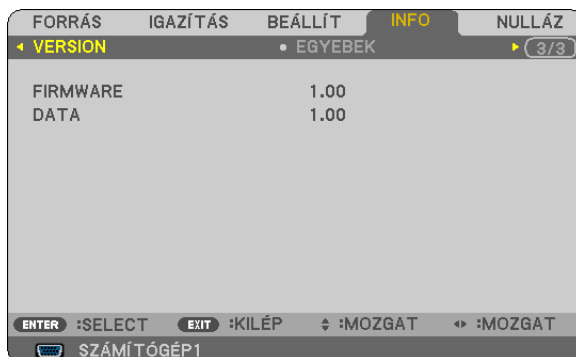 FORRÁS IGAZÍTÁS BEÁLLÍT INFO NULLÁZ
VERSION EGYEBEK 3/3
FIRMWARE 1.00
DATA 1.00
ENTER :SELECT EXIT :KILÉP :MOZGAT :MOZGAT
SZÁMÍTÓGÉP1